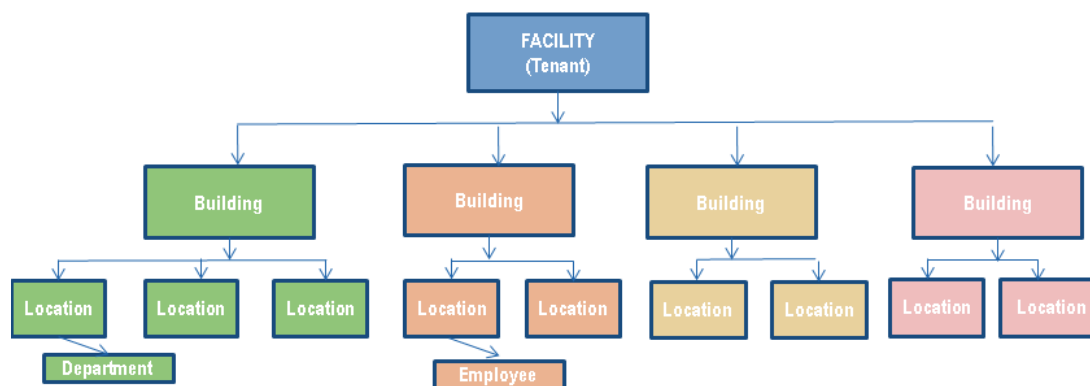 FACILITY
(Tenant)
Building
Building
Building
Building
Location
Location
Location
Location
Location
Location
Location
Location
Location
Department
Employee